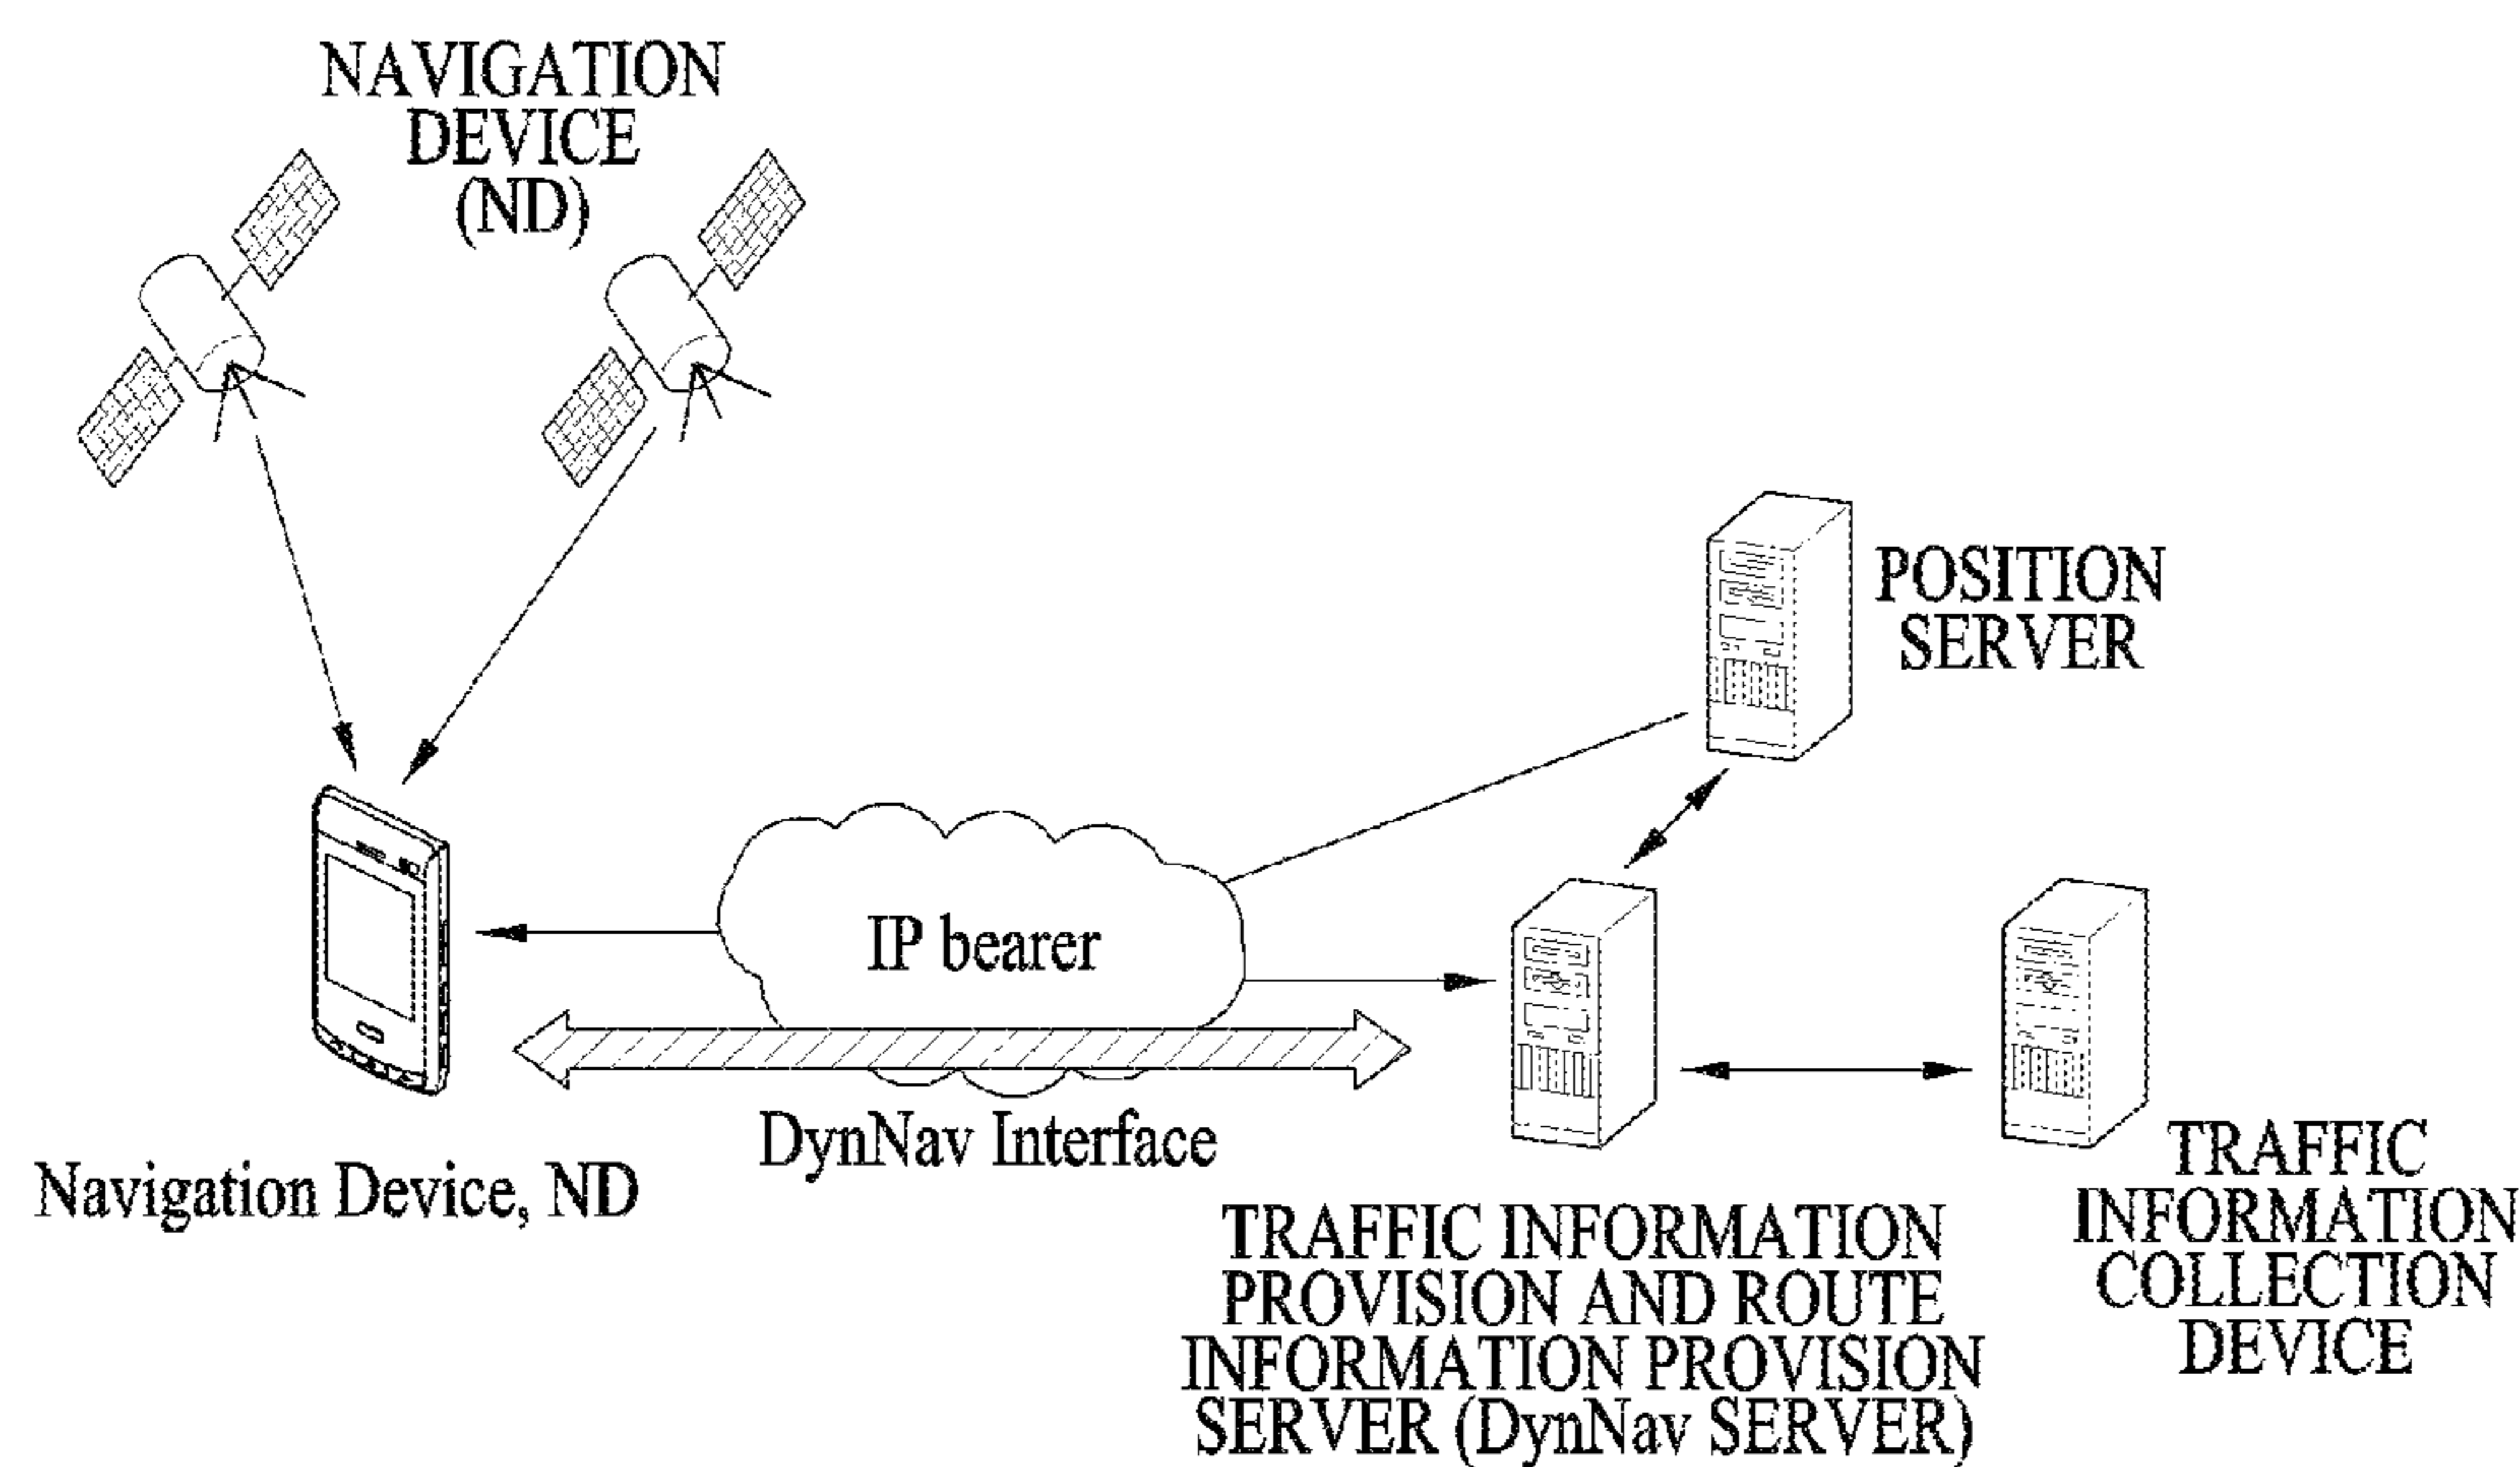 NAVIGATION
DEVICE
(ND)
POSITION
SERVER
IP bearer
DynNav Interface
Navigation Device, ND
TRAFFIC INFORMATION
PROVISION AND ROUTE
INFORMATION PROVISION
SERVER (DynNav SERVER)
TRAFFIC
INFORMATION
COLLECTION
DEVICE